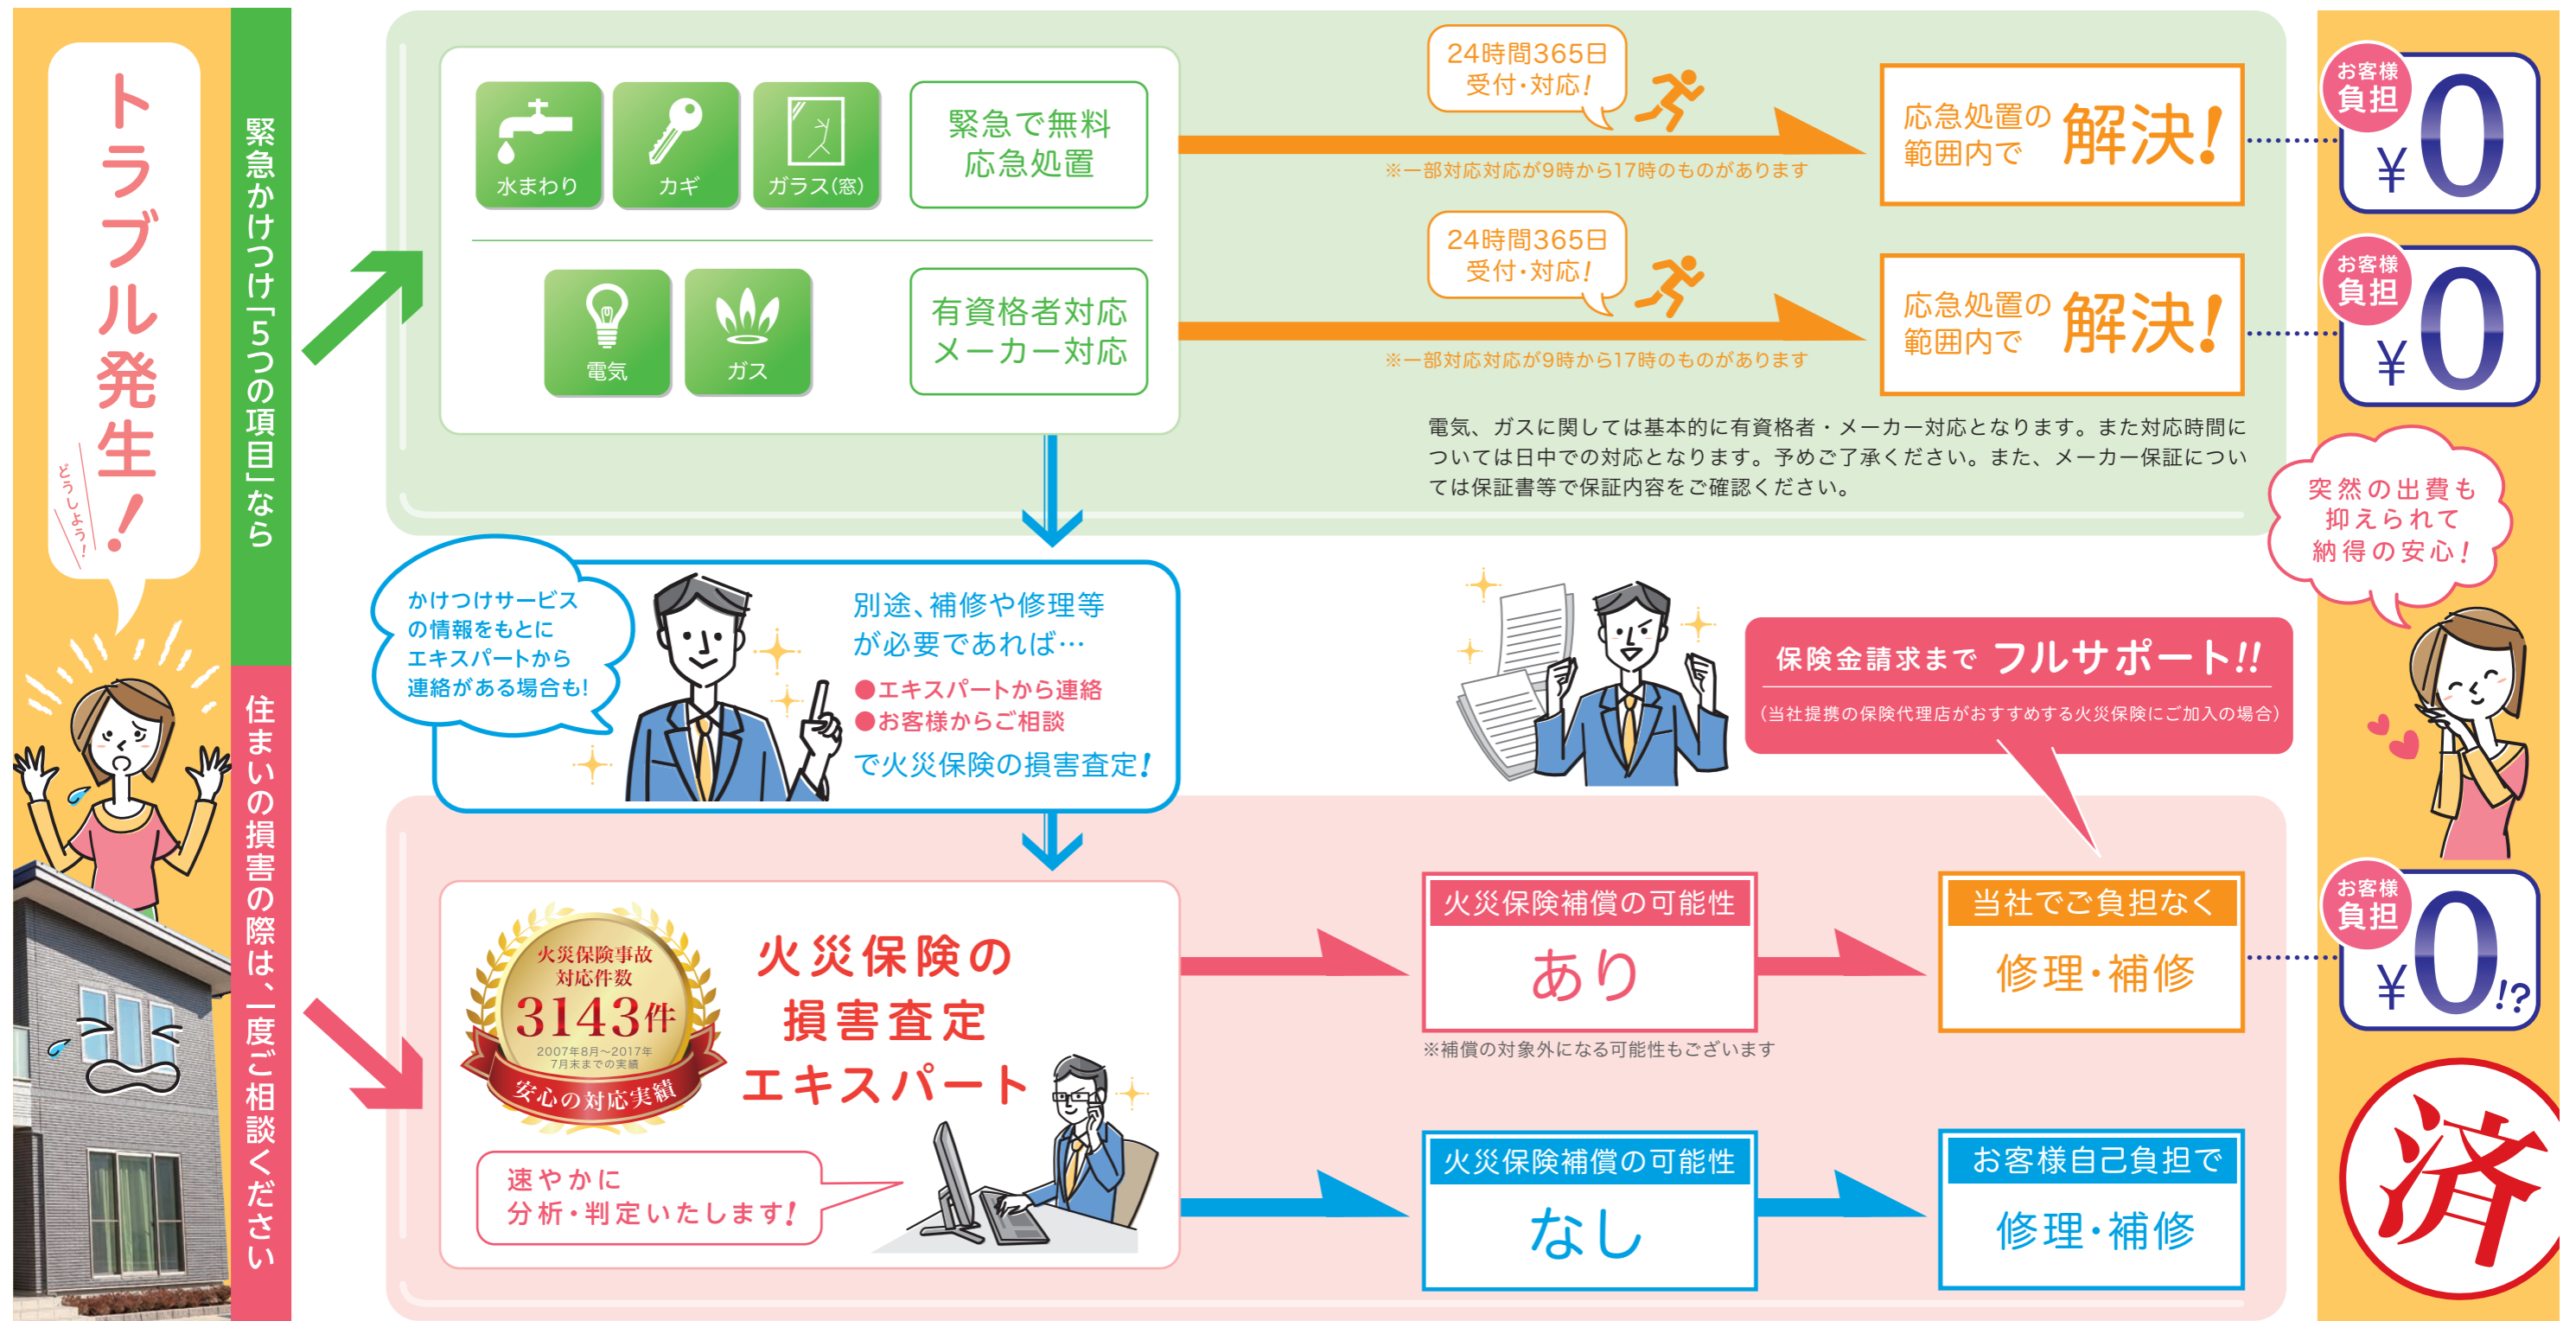 トラブル発生!
どうしよう!
緊急かけつけ「5つの項目」なら
住まいの損害の際は、一度ご相談ください
水まわり
カギ
ガラス(窓)
緊急で無料
応急処置
24時間365日
受付・対応!
※一部対応対応が9時から17時のものがあります
応急処置の
範囲内で
解決!
お客様
負担
¥0
電気
ガス
有資格者対応
メーカー対応
24時間365日
受付・対応!
※一部対応対応が9時から17時のものがあります
応急処置の
範囲内で
解決!
お客様
負担
¥0
電気、ガスに関しては基本的に有資格者・メーカー対応となります。また対応時間に
ついては日中での対応となります。予めご了承ください。また、メーカー保証につい
ては保証書等で保証内容をご確認ください。
突然の出費も
抑えられて
納得の安心!
かけつけサービス
の情報をもとに
エキスパートから
連絡がある場合も!
別途、補修や修理等
が必要であれば…
●エキスパートから連絡
●お客様からご相談
で火災保険の損害査定!
保険金請求まで フルサポート!!
(当社提携の保険代理店がおすすめする火災保険にご加入の場合)
火災保険事故
対応件数
3143件
2007年8月〜2017年
7月末までの実績
安心の対応実績
火災保険の
損害査定
エキスパート
速やかに
分析・判定いたします!
火災保険補償の可能性
あり
※補償の対象外になる可能性もございます
当社でご負担なく
修理・補修
お客様
負担
¥0!?
火災保険補償の可能性
なし
お客様自己負担で
修理・補修
済